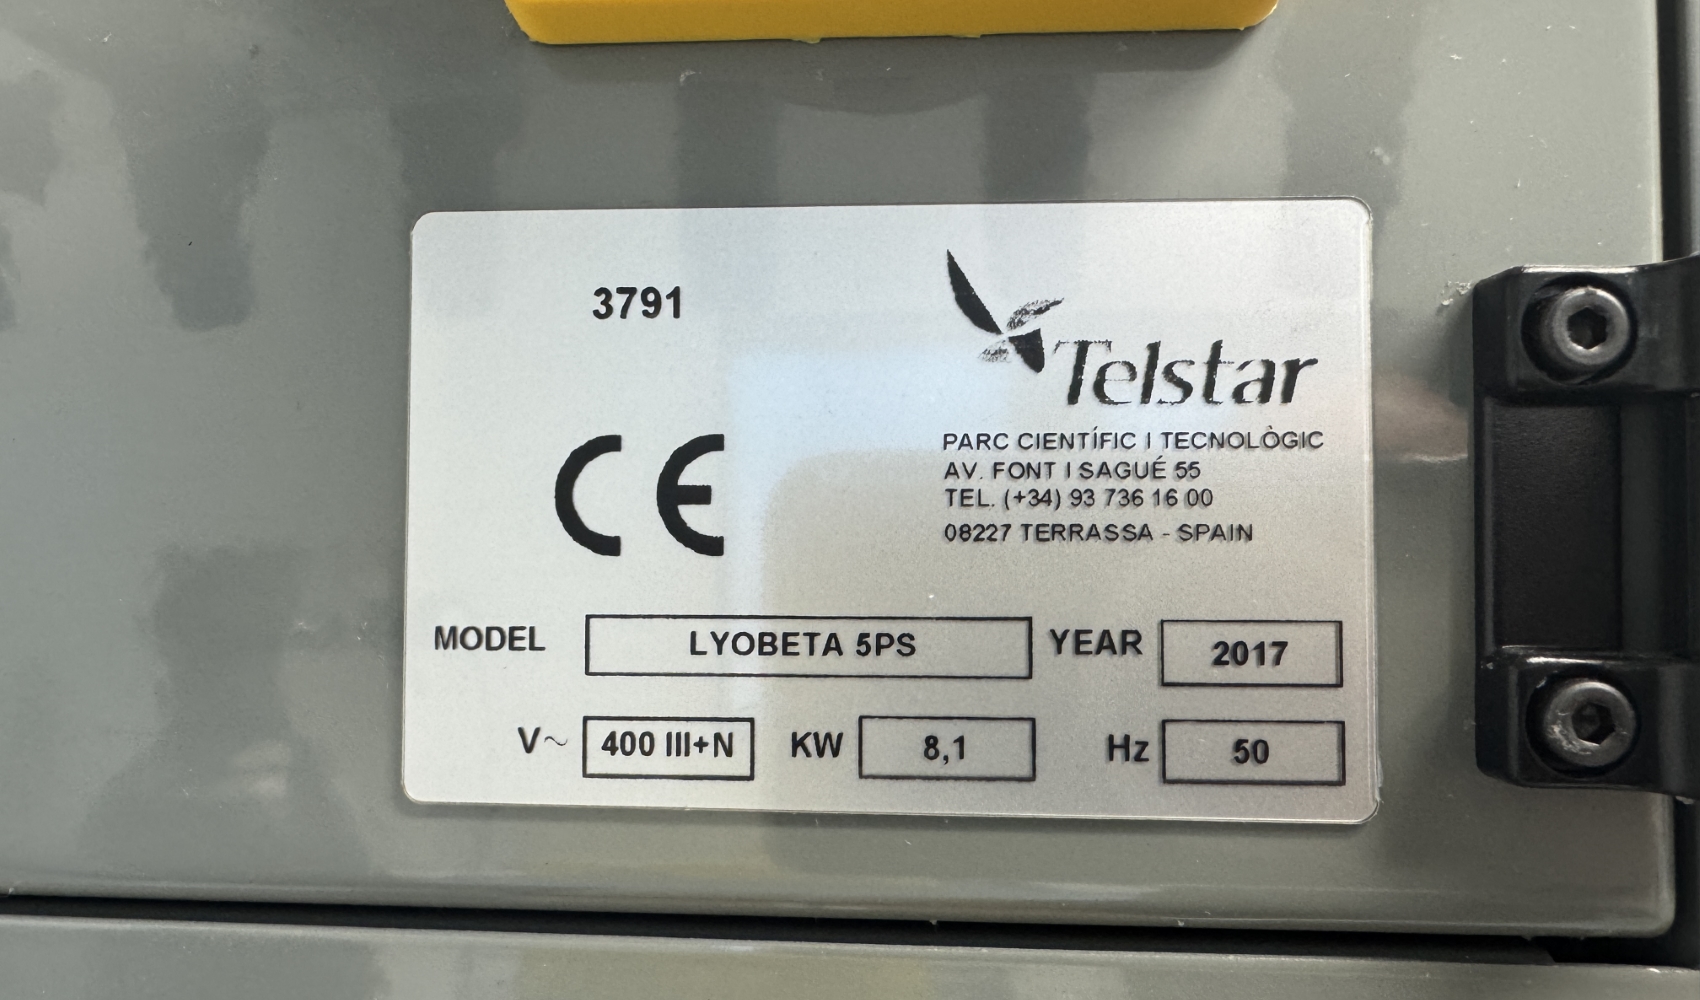 3791
Telstar
CE
PARC CIENTÍFIC I TECNOLÒGIC
AV. FONT I SAGUÉ 55
TEL. (+34) 93 736 16 00
08227 TERRASSA - SPAIN
MODEL LYOBETA 5PS YEAR 2017
V~ 400 III+N KW 8,1 Hz 50